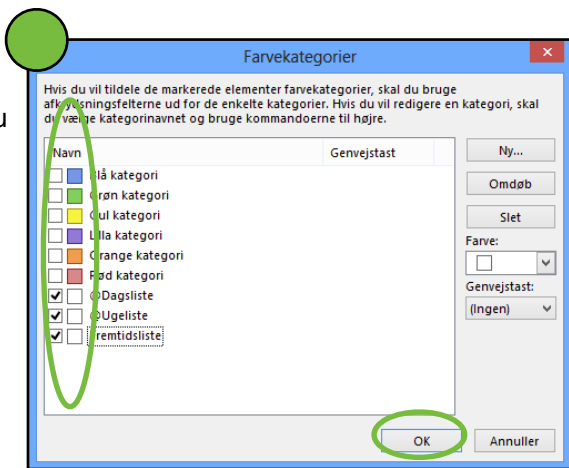 Farvekategorier
Hvis du vil tildele de markerede elementer farvekategorier, skal du bruge
afkrydsningsfelterne ud for de enkelte kategorier. Hvis du vil redigere en kategori, skal
du vælge kategorinavnet og bruge kommandoerne til højre.
u
Navn Genvejstast
Blå kategori
Grøn kategori
Gul kategori
Lilla kategori
Orange kategori
Rød kategori
@Dagsliste
@Ugeliste
Fremtidsliste
Ny...
Omdøb
Slet
Farve:
Genvejstast:
(Ingen)
OK Annuller